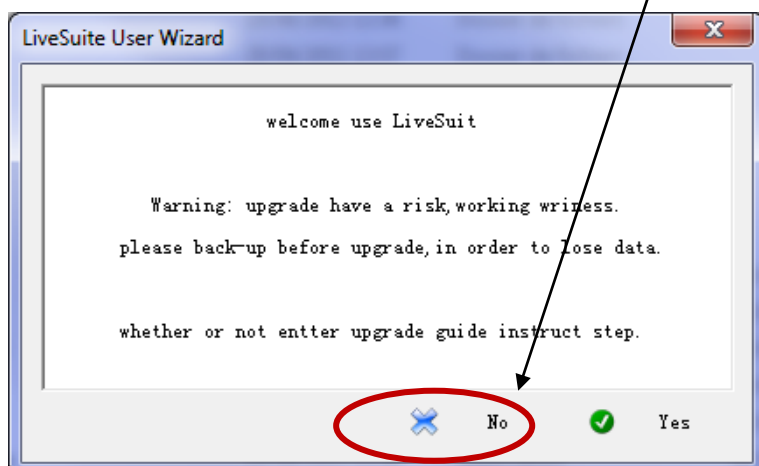 LiveSuite User Wizard
welcome use LiveSuit
Warning: upgrade have a risk,working wriness.
please back-up before upgrade,in order to lose data.
whether or not entter upgrade guide instruct step.
No Yes